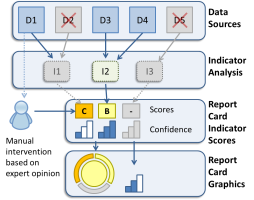 D1
D2
D3
D4
D5
Data
Sources
I1
I2
I3
Indicator
Analysis
C
B
-
Scores
Confidence
Report
Card
Indicator
Scores
Manual
intervention
based on
expert opinion
Report
Card
Graphics